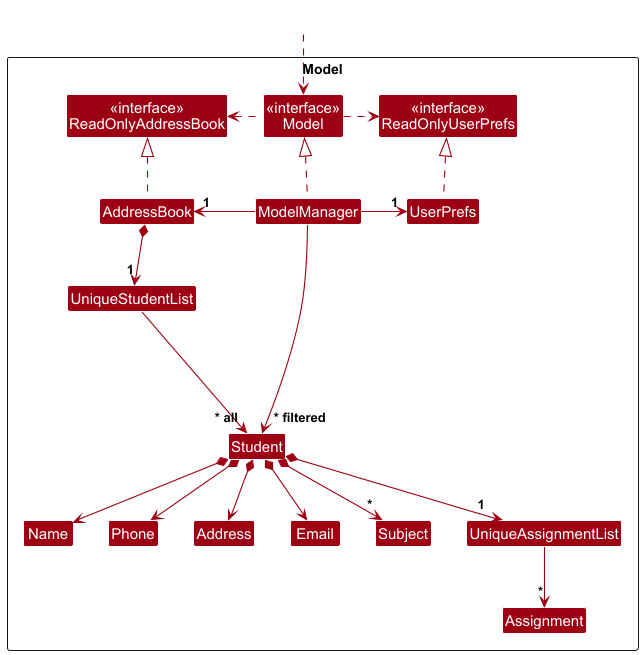 Model
«interface»
ReadOnlyAddressBook
«interface»
Model
«interface»
ReadOnlyUserPrefs
AddressBook
1
ModelManager
1
UserPrefs
1
UniqueStudentList
* all
* filtered
Student
*
1
Name
Phone
Address
Email
Subject
UniqueAssignmentList
*
Assignment